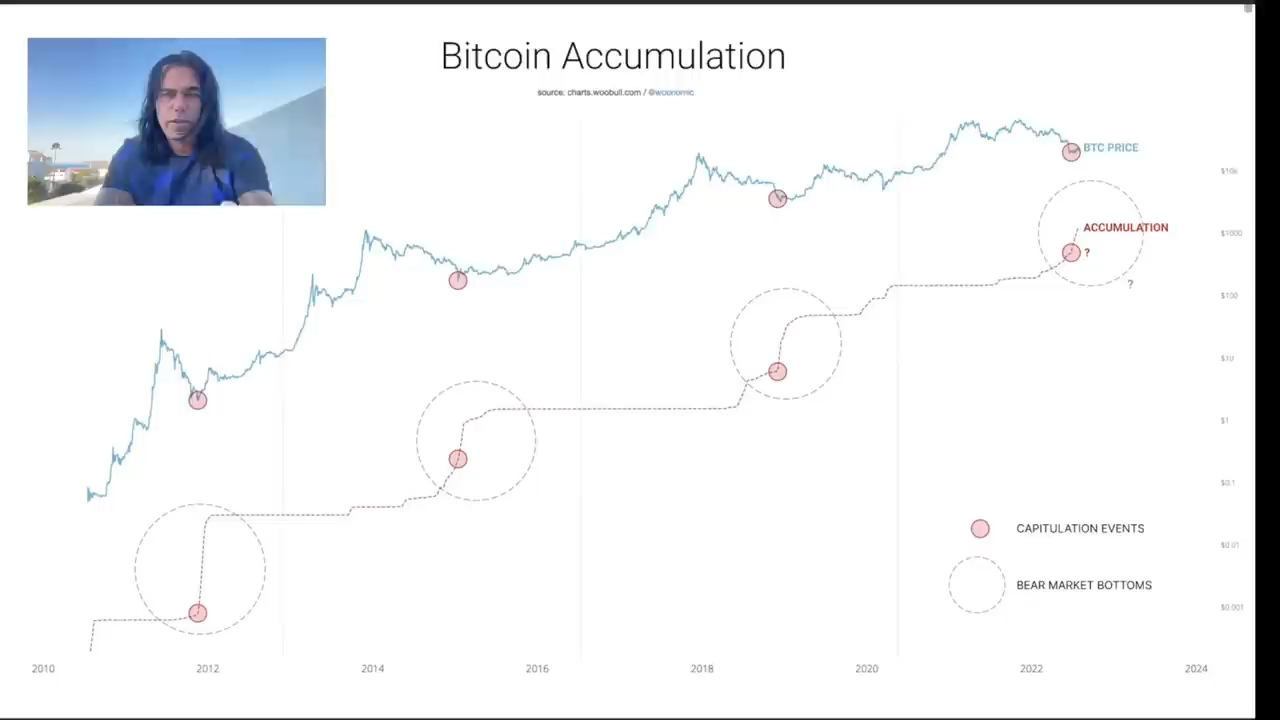 Bitcoin Accumulation
source: charts.woobull.com / @woonomic
BTC PRICE
$10k
ACCUMULATION
$1000
?
?
$100
$10
$1
$0.1
CAPITULATION EVENTS
$0.01
BEAR MARKET BOTTOMS
$0.001
2010 2012 2014 2016 2018 2020 2022 2024